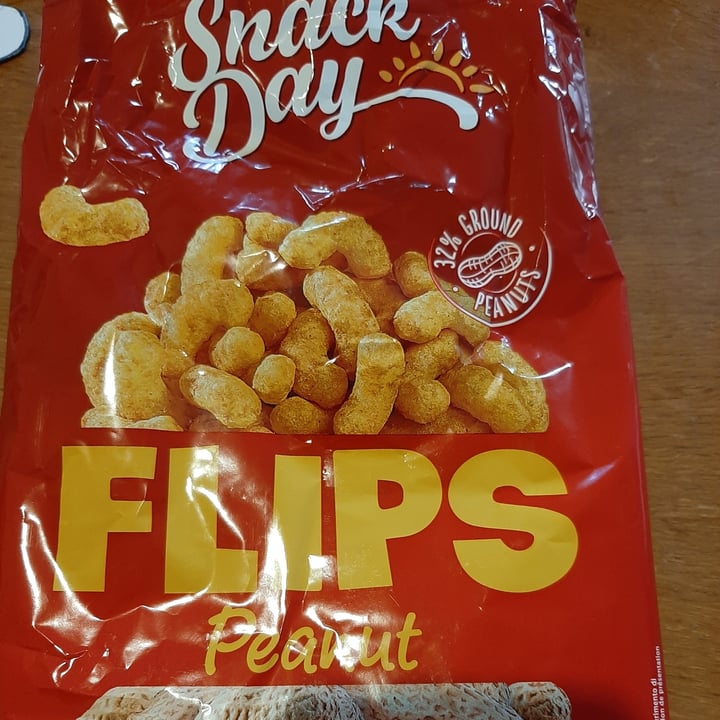 Snack
Day
32% GROUND
PEANUTS
FLIPS
Peanut